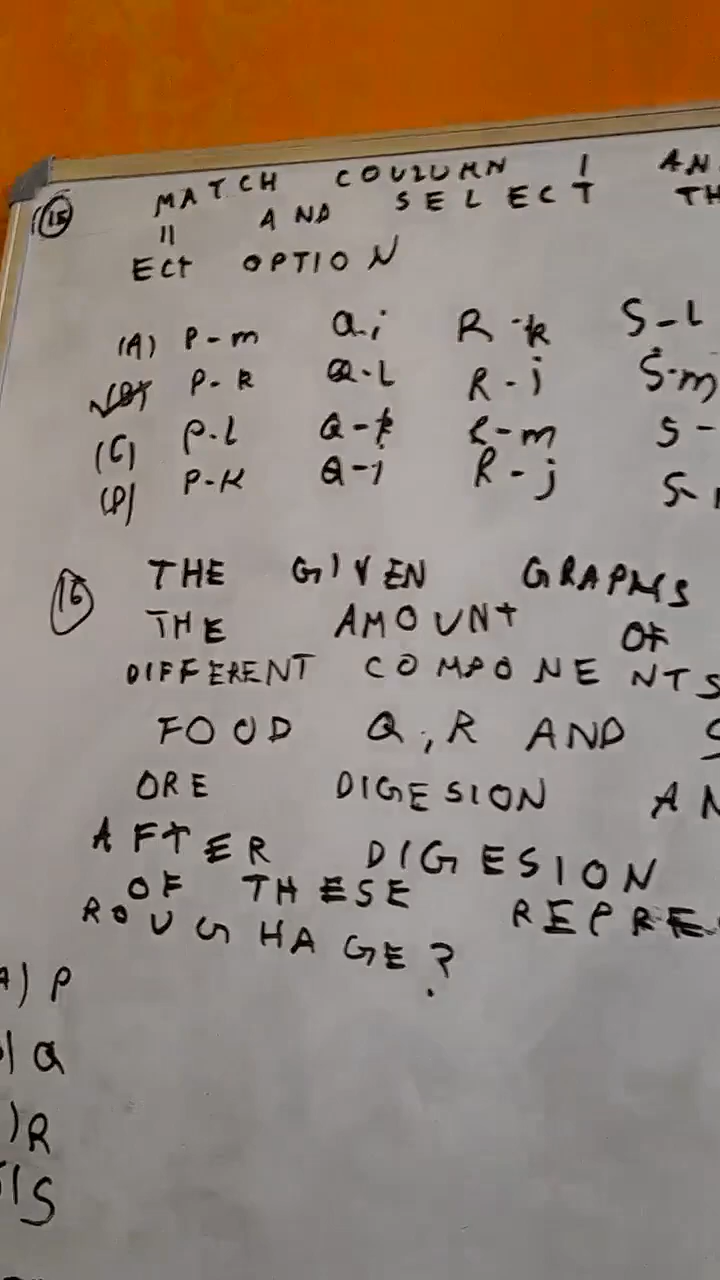 (15) MATCH COULUMN I AN
II AND SELECT TH
ECT OPTION
(A) P-m Q-i R-k S-L
P-k Q-L R-j S-m
(C) P-L Q-k R-m S-
(D) P-K Q-i R-j S-
(16) THE GIVEN GRAPHS
THE AMOUNT OF
DIFFERENT COMPONENTS
FOOD Q, R AND S
ORE DIGESION AN
AFTER DIGESION
OF THESE REPRE
ROUGHAGE?
A) P
) Q
) R
) S